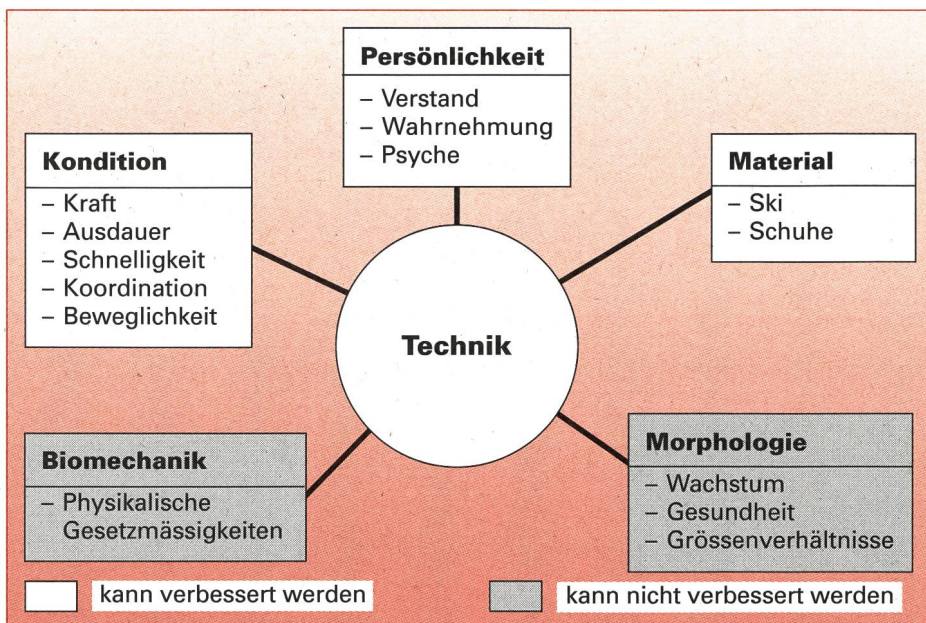 Persönlichkeit
– Verstand
– Wahrnehmung
– Psyche
Kondition
– Kraft
– Ausdauer
– Schnelligkeit
– Koordination
– Beweglichkeit
Material
– Ski
– Schuhe
Technik
Biomechanik
– Physikalische
Gesetzmässigkeiten
Morphologie
– Wachstum
– Gesundheit
– Grössenverhältnisse
kann verbessert werden
kann nicht verbessert werden